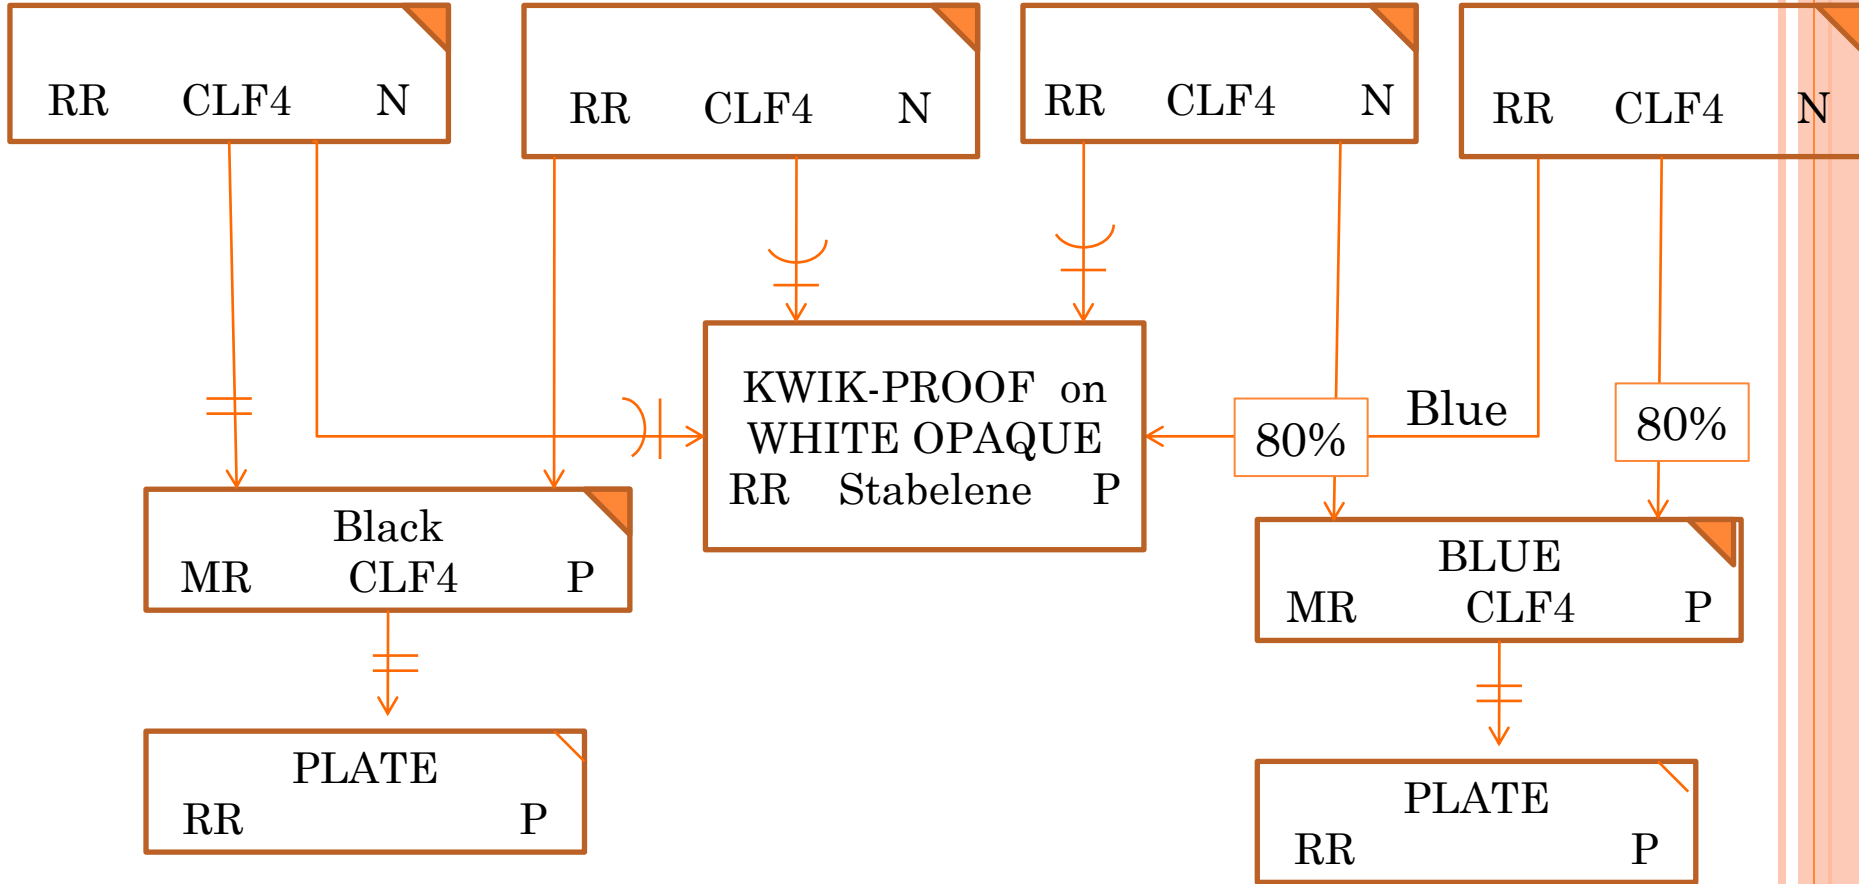 RR CLF4 N
RR CLF4 N
RR CLF4 N
RR CLF4 N
KWIK-PROOF on
WHITE OPAQUE
RR Stabelene P
80%
Blue
80%
Black
MR CLF4 P
BLUE
MR CLF4 P
PLATE
RR P
PLATE
RR P